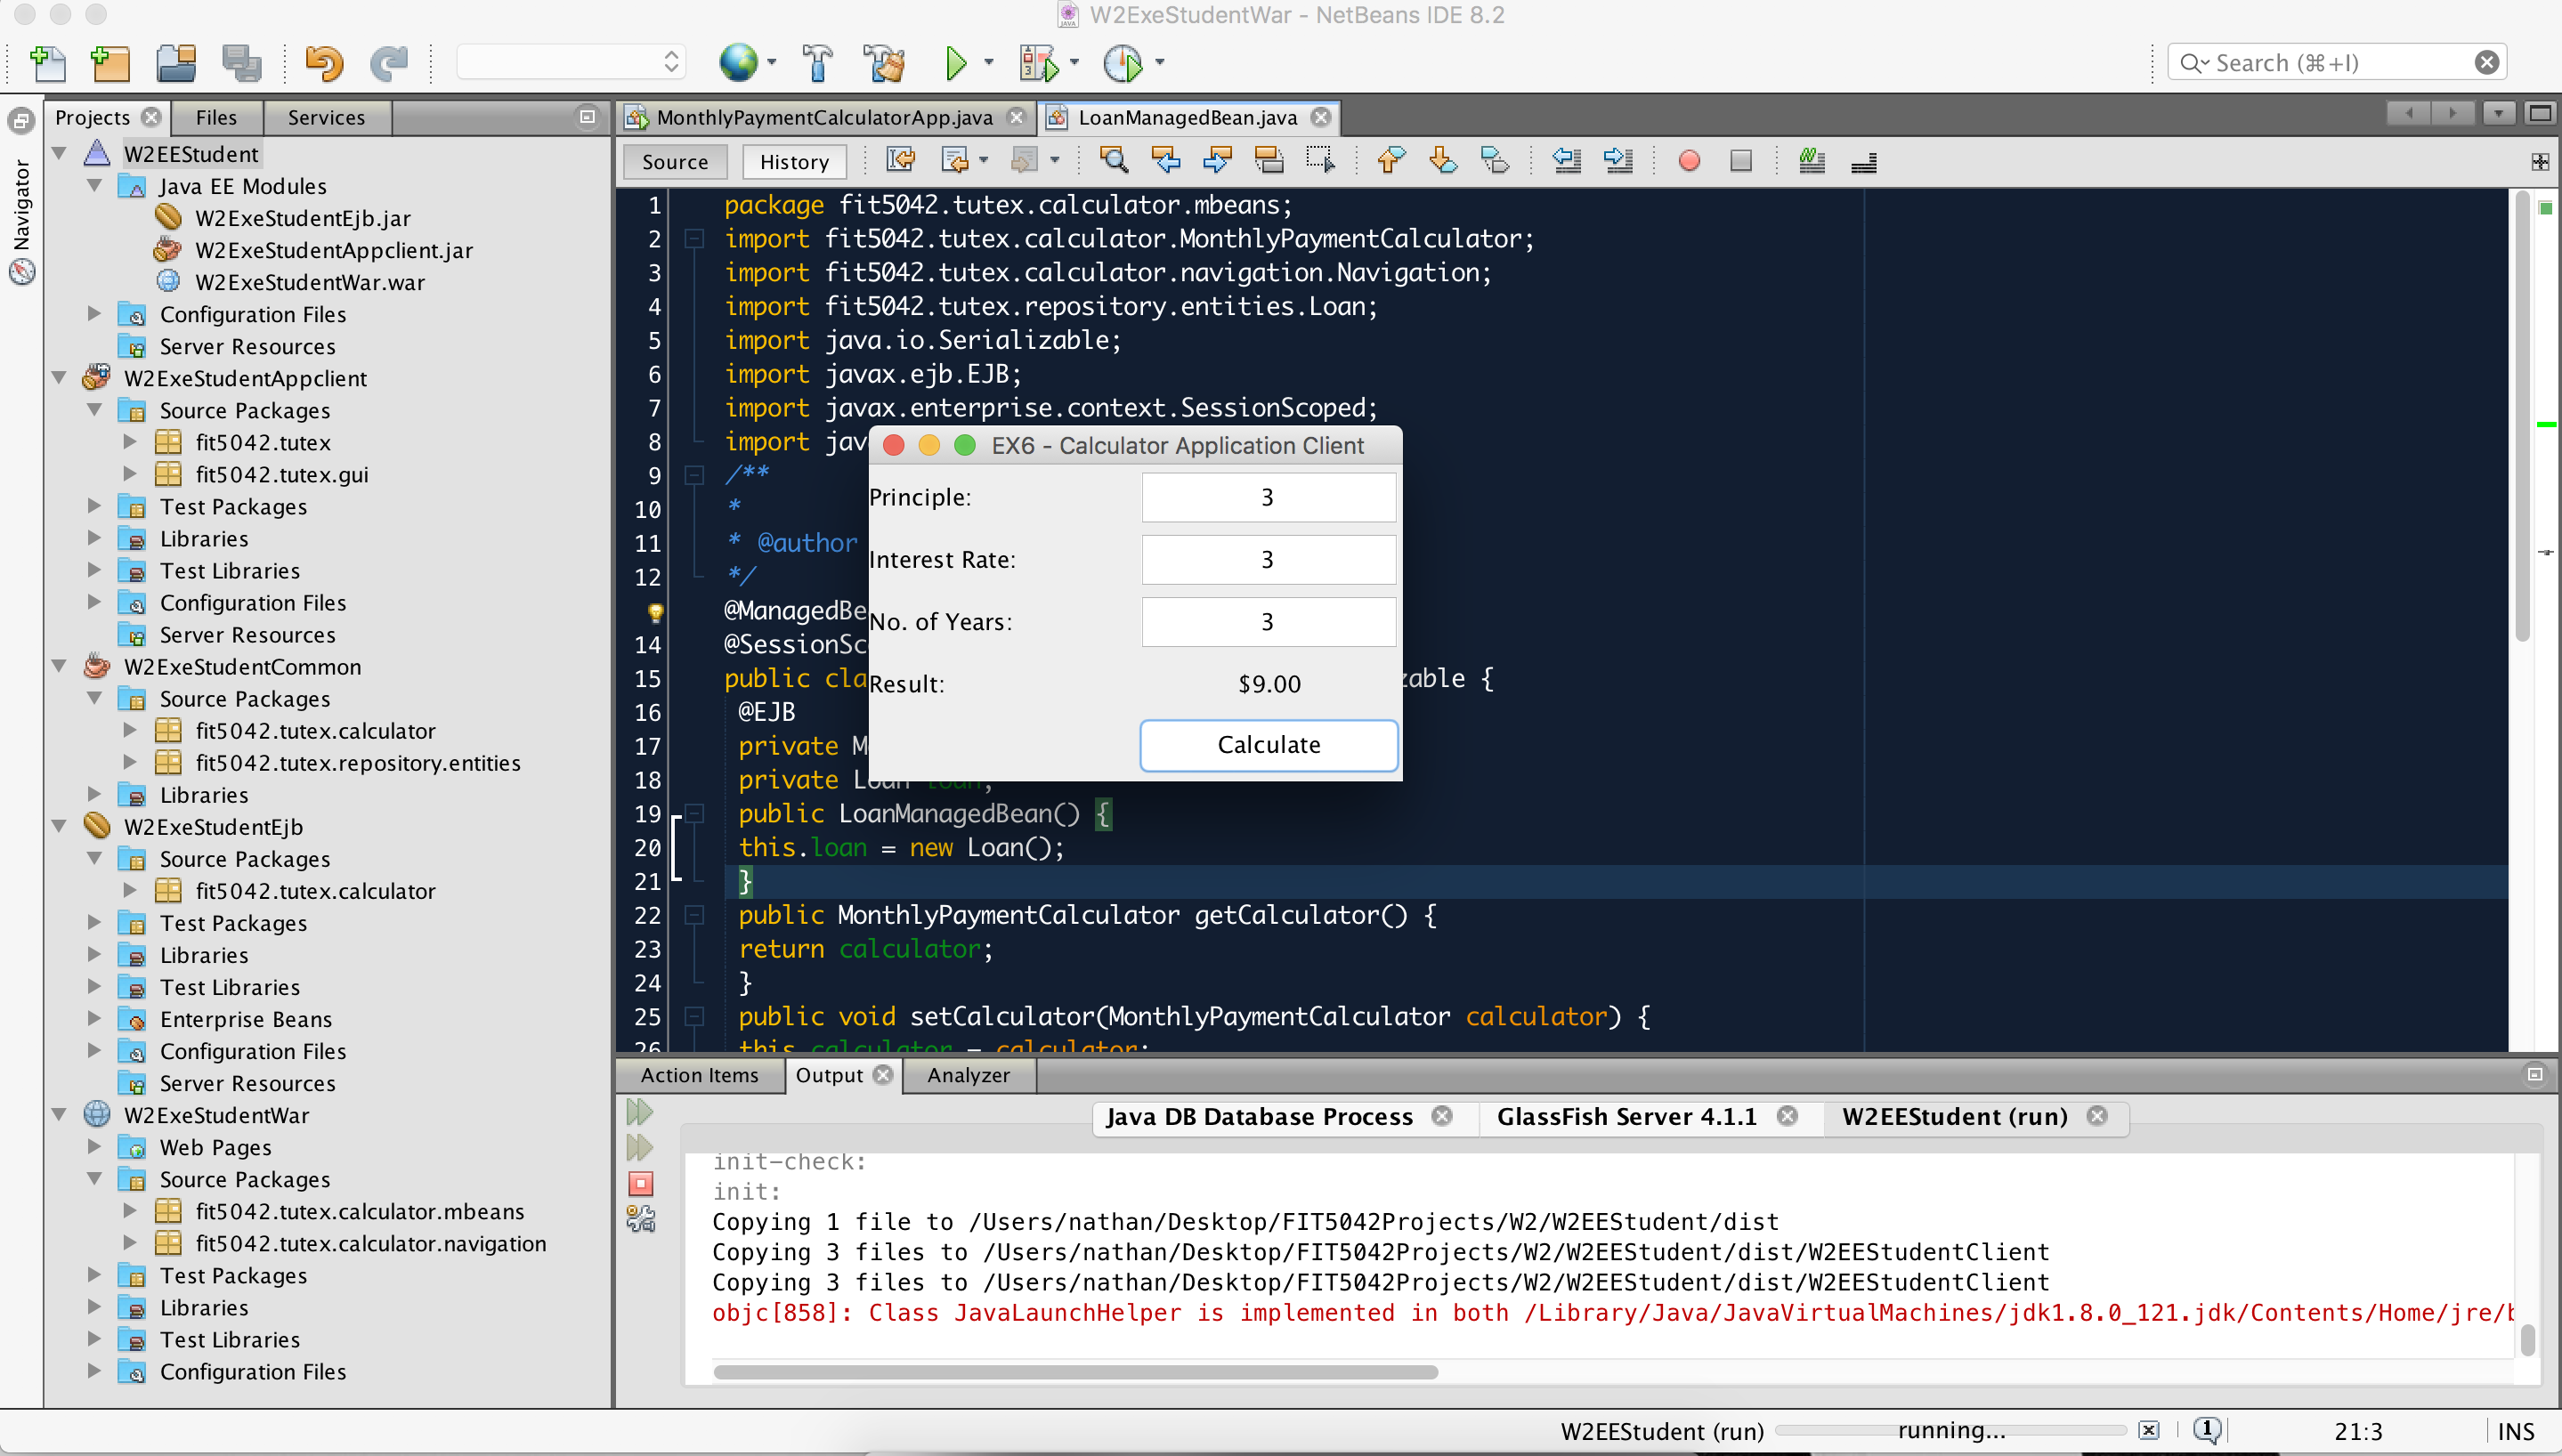 W2ExeStudentWar - NetBeans IDE 8.2
Search (⌘+I)
Projects
Files
Services
Navigator
W2EEStudent
Java EE Modules
W2ExeStudentEjb.jar
W2ExeStudentAppclient.jar
W2ExeStudentWar.war
Configuration Files
Server Resources
W2ExeStudentAppclient
Source Packages
fit5042.tutex
fit5042.tutex.gui
Test Packages
Libraries
Test Libraries
Configuration Files
Server Resources
W2ExeStudentCommon
Source Packages
fit5042.tutex.calculator
fit5042.tutex.repository.entities
Libraries
W2ExeStudentEjb
Source Packages
fit5042.tutex.calculator
Test Packages
Libraries
Test Libraries
Enterprise Beans
Configuration Files
Server Resources
W2ExeStudentWar
Web Pages
Source Packages
fit5042.tutex.calculator.mbeans
fit5042.tutex.calculator.navigation
Test Packages
Libraries
Test Libraries
Configuration Files
MonthlyPaymentCalculatorApp.java
LoanManagedBean.java
Source
History
1 package fit5042.tutex.calculator.mbeans;
2 import fit5042.tutex.calculator.MonthlyPaymentCalculator;
3 import fit5042.tutex.calculator.navigation.Navigation;
4 import fit5042.tutex.repository.entities.Loan;
5 import java.io.Serializable;
6 import javax.ejb.EJB;
7 import javax.enterprise.context.SessionScoped;
8 import jav
9 /**
10 *
11 * @author
12 */
@ManagedBe
14 @SessionSc
15 public cla zable {
16 @EJB
17 private M
18 private Loan loan;
19 public LoanManagedBean() {
20 this.loan = new Loan();
21 }
22 public MonthlyPaymentCalculator getCalculator() {
23 return calculator;
24 }
25 public void setCalculator(MonthlyPaymentCalculator calculator) {
26 this.calculator = calculator;
EX6 - Calculator Application Client
Principle: 3
Interest Rate: 3
No. of Years: 3
Result: $9.00
Calculate
Action Items
Output
Analyzer
Java DB Database Process
GlassFish Server 4.1.1
W2EEStudent (run)
init-check:
init:
Copying 1 file to /Users/nathan/Desktop/FIT5042Projects/W2/W2EEStudent/dist
Copying 3 files to /Users/nathan/Desktop/FIT5042Projects/W2/W2EEStudent/dist/W2EEStudentClient
Copying 3 files to /Users/nathan/Desktop/FIT5042Projects/W2/W2EEStudent/dist/W2EEStudentClient
objc[858]: Class JavaLaunchHelper is implemented in both /Library/Java/JavaVirtualMachines/jdk1.8.0_121.jdk/Contents/Home/jre/b
W2EEStudent (run)
running...
1
21:3
INS